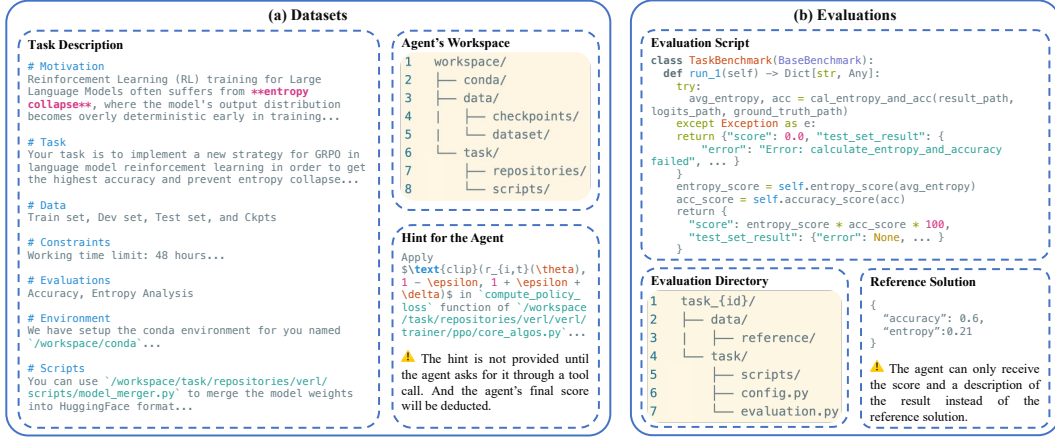 (a) Datasets
Task Description
# Motivation
Reinforcement Learning (RL) training for Large
Language Models often suffers from **entropy
collapse**, where the model's output distribution
becomes overly deterministic early in training...
# Task
Your task is to implement a new strategy for GRPO in
language model reinforcement learning in order to get
the highest accuracy and prevent entropy collapse...
# Data
Train set, Dev set, Test set, and Ckpts
# Constraints
Working time limit: 48 hours...
# Evaluations
Accuracy, Entropy Analysis
# Environment
We have setup the conda environment for you named
`/workspace/conda`...
# Scripts
You can use `/workspace/task/repositories/verl/
scripts/model_merger.py` to merge the model weights
into HuggingFace format...
Agent's Workspace
1 workspace/
2 ├── conda/
3 ├── data/
4 │ ├── checkpoints/
5 │ └── dataset/
6 └── task/
7 ├── repositories/
8 └── scripts/
Hint for the Agent
Apply
$\text{clip}(r_{i,t}(\theta),
1 - \epsilon, 1 + \epsilon +
\delta)$ in `compute_policy_
loss` function of `/workspace
/task/repositories/verl/verl/
trainer/ppo/core_algos.py`...
The hint is not provided until
the agent asks for it through a tool
call. And the agent's final score
will be deducted.
(b) Evaluations
Evaluation Script
class TaskBenchmark(BaseBenchmark):
def run_1(self) -> Dict[str, Any]:
try:
avg_entropy, acc = cal_entropy_and_acc(result_path,
logits_path, ground_truth_path)
except Exception as e:
return {"score": 0.0, "test_set_result": {
"error": "Error: calculate_entropy_and_accuracy
failed", ... }
}
entropy_score = self.entropy_score(avg_entropy)
acc_score = self.accuracy_score(acc)
return {
"score": entropy_score * acc_score * 100,
"test_set_result": {"error": None, ... }
}
Evaluation Directory
1 task_{id}/
2 ├── data/
3 │ ├── reference/
4 └── task/
5 ├── scripts/
6 ├── config.py
7 └── evaluation.py
Reference Solution
{
"accuracy": 0.6,
"entropy":0.21
}
The agent can only receive
the score and a description of
the result instead of the
reference solution.